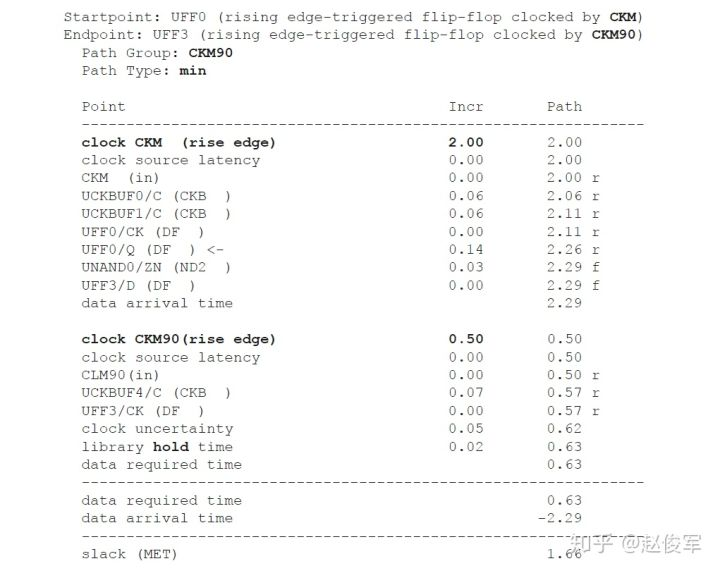 Startpoint: UFF0 (rising edge-triggered flip-flop clocked by CKM)
Endpoint: UFF3 (rising edge-triggered flip-flop clocked by CKM90)
Path Group: CKM90
Path Type: min
Point Incr Path
---------------------------------------------------------------
clock CKM (rise edge) 2.00 2.00
clock source latency 0.00 2.00
CKM (in) 0.00 2.00 r
UCKBUF0/C (CKB ) 0.06 2.06 r
UCKBUF1/C (CKB ) 0.06 2.11 r
UFF0/CK (DF ) 0.00 2.11 r
UFF0/Q (DF ) <- 0.14 2.26 r
UNAND0/ZN (ND2 ) 0.03 2.29 f
UFF3/D (DF ) 0.00 2.29 f
data arrival time 2.29
clock CKM90(rise edge) 0.50 0.50
clock source latency 0.00 0.50
CLM90(in) 0.00 0.50 r
UCKBUF4/C (CKB ) 0.07 0.57 r
UFF3/CK (DF ) 0.00 0.57 r
clock uncertainty 0.05 0.62
library hold time 0.02 0.63
data required time 0.63
---------------------------------------------------------------
data required time 0.63
data arrival time -2.29
---------------------------------------------------------------
slack (MET) 1.66
知乎 @赵俊军